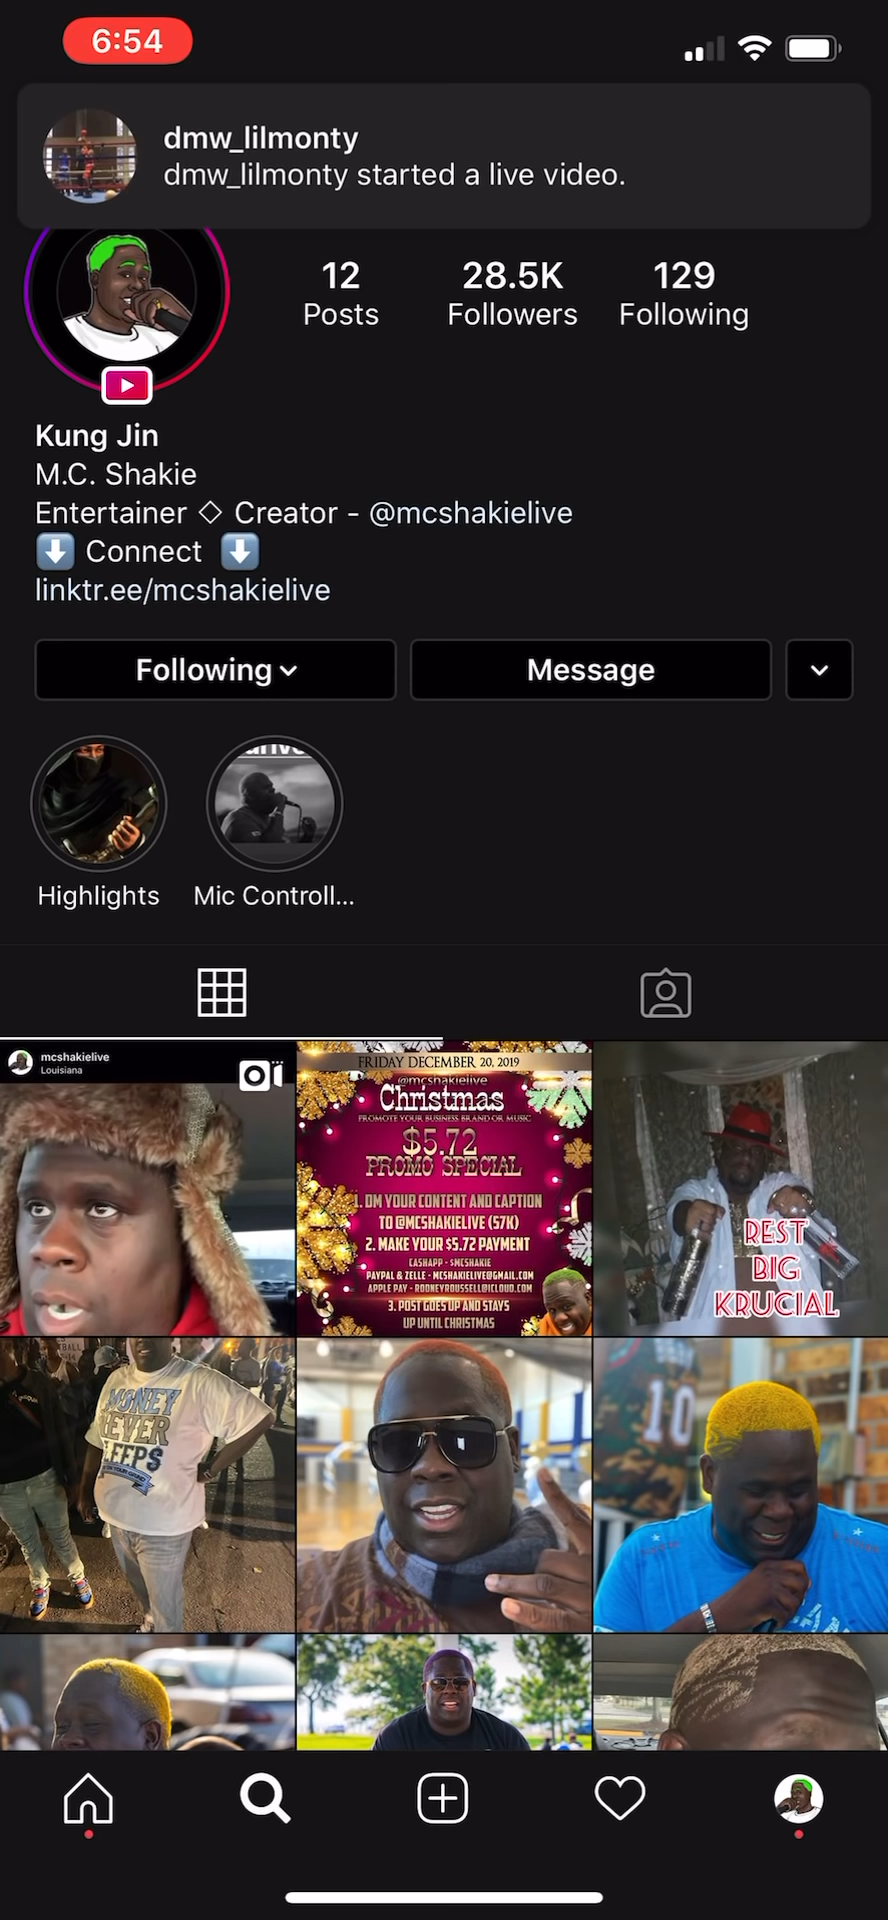 6:54
dmw_lilmonty
dmw_lilmonty started a live video.
12
28.5K
129
Posts
Followers
Following
Kung Jin
M.C. Shakie
Entertainer ◇ Creator - @mcshakielive
⬇️ Connect ⬇️
linktr.ee/mcshakielive
Following
Message
Highlights
Mic Controll...
mcshakielive
Louisiana
FRIDAY DECEMBER 20, 2019
@mcshakielive
Christmas
PROMOTE YOUR BUSINESS BRAND OR MUSIC
$5.72
PROMO SPECIAL
1. DM YOUR CONTENT AND CAPTION
TO @MCSHAKIELIVE (57K)
2. MAKE YOUR $5.72 PAYMENT
CASHAPP - $MCSHAKIE
PAYPAL & ZELLE - MCSHAKIELIVE@GMAIL.COM
APPLE PAY - RODNEYROUSSELL@ICLOUD.COM
3. POST GOES UP AND STAYS
UP UNTIL CHRISTMAS
REST
BIG
KRUCIAL
MONEY
NEVER
LEEPS
10